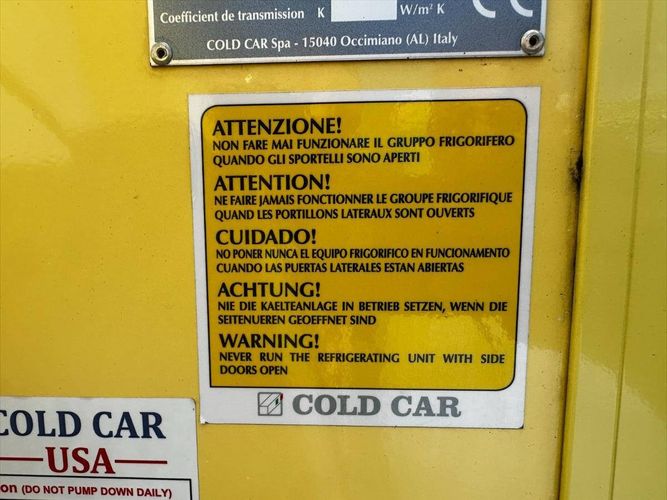 Coefficient de transmission K W/m² K
CE
COLD CAR Spa - 15040 Occimiano (AL) Italy
ATTENZIONE!
NON FARE MAI FUNZIONARE IL GRUPPO FRIGORIFERO
QUANDO GLI SPORTELLI SONO APERTI
ATTENTION!
NE FAIRE JAMAIS FONCTIONNER LE GROUPE FRIGORIFIQUE
QUAND LES PORTILLONS LATERAUX SONT OUVERTS
CUIDADO!
NO PONER NUNCA EL EQUIPO FRIGORIFICO EN FUNCIONAMENTO
CUANDO LAS PUERTAS LATERALES ESTAN ABIERTAS
ACHTUNG!
NIE DIE KAELTEANLAGE IN BETRIEB SETZEN, WENN DIE
SEITENUEREN GEOEFFNET SIND
WARNING!
NEVER RUN THE REFRIGERATING UNIT WITH SIDE
DOORS OPEN
COLD CAR
COLD CAR
USA
on (DO NOT PUMP DOWN DAILY)